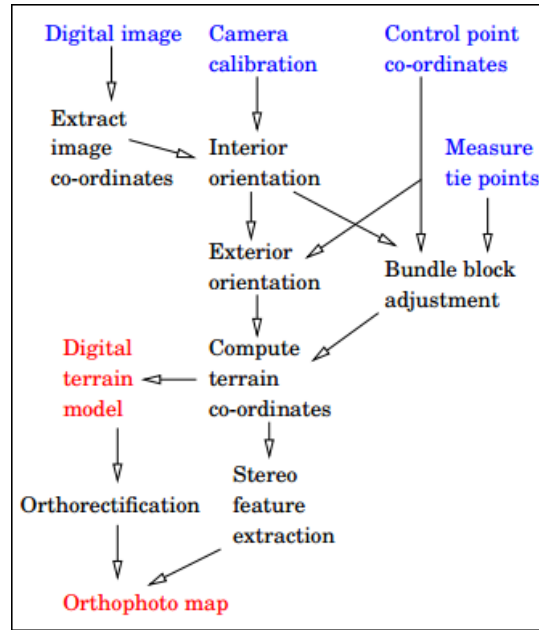 Digital image
Camera
calibration
Control point
co-ordinates
Extract
image
co-ordinates
Interior
orientation
Measure
tie points
Exterior
orientation
Bundle block
adjustment
Digital
terrain
model
Compute
terrain
co-ordinates
Orthorectification
Stereo
feature
extraction
Orthophoto map